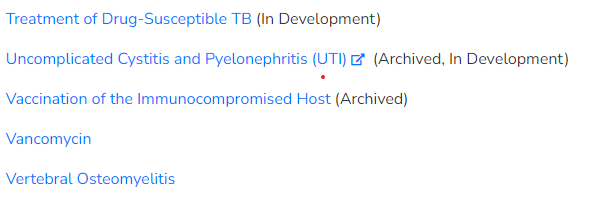 Treatment of Drug-Susceptible TB (In Development)
Uncomplicated Cystitis and Pyelonephritis (UTI) (Archived, In Development)
Vaccination of the Immunocompromised Host (Archived)
Vancomycin
Vertebral Osteomyelitis